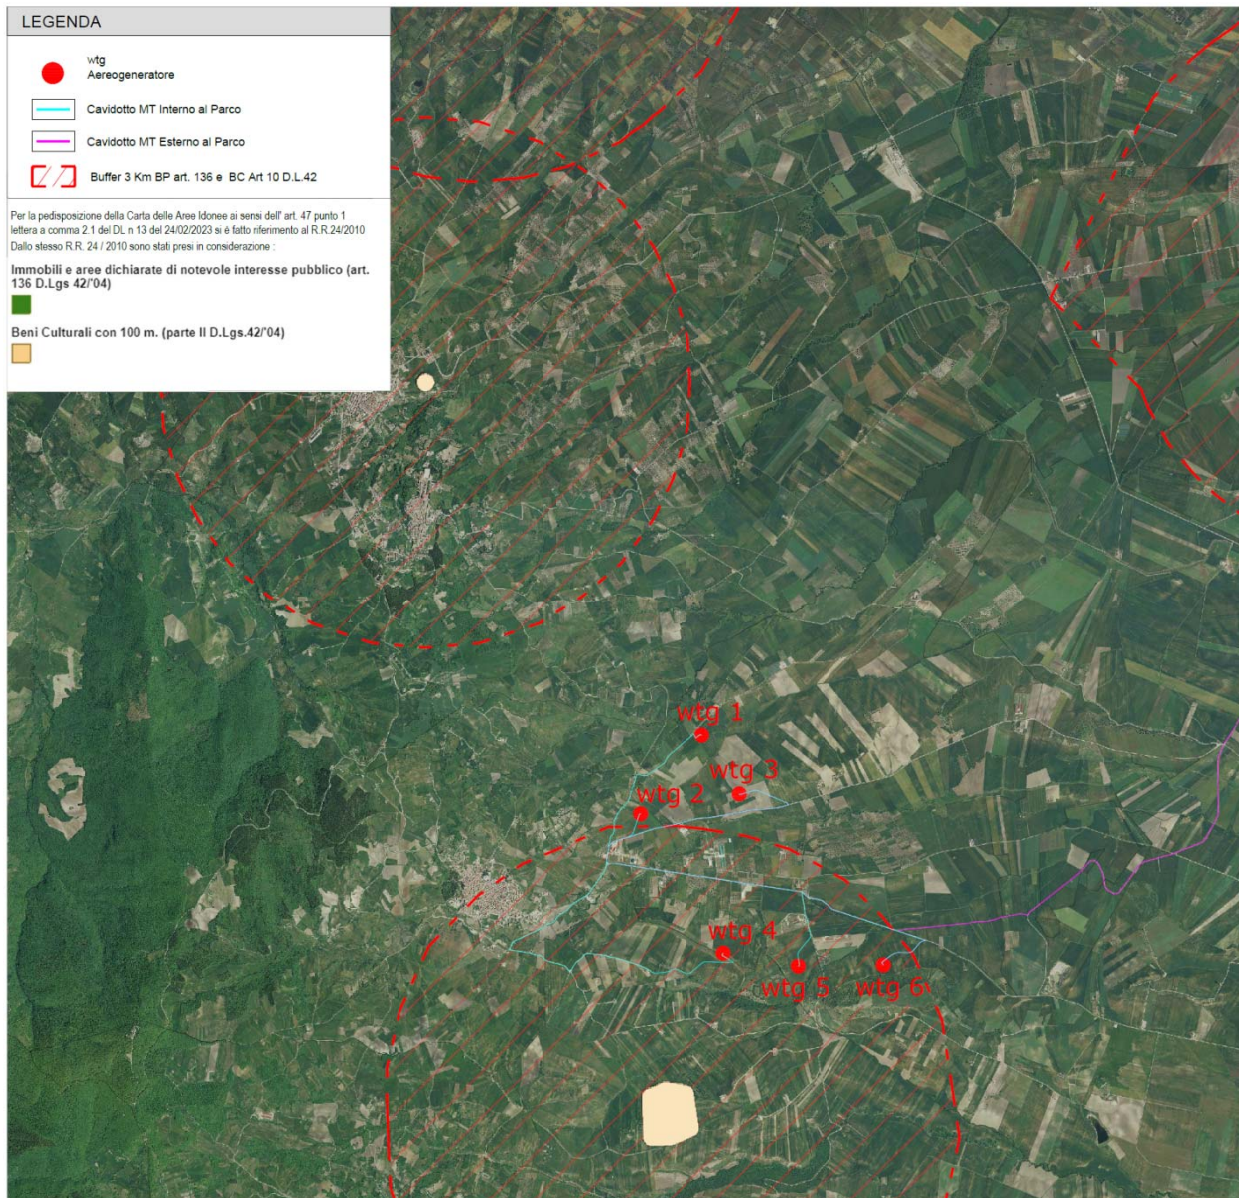 LEGENDA
wtg
Aereogeneratore
Cavidotto MT Interno al Parco
Cavidotto MT Esterno al Parco
Buffer 3 Km BP art. 136 e BC Art 10 D.L.42
Per la pedisposizione della Carta delle Aree Idonee ai sensi dell' art. 47 punto 1
lettera a comma 2.1 del DL n 13 del 24/02/2023 si è fatto riferimento al R.R.24/2010
Dallo stesso R.R. 24 / 2010 sono stati presi in considerazione :
Immobili e aree dichiarate di notevole interesse pubblico (art.
136 D.Lgs 42/'04)
Beni Culturali con 100 m. (parte II D.Lgs.42/'04)
wtg 1
wtg 3
wtg 2
wtg 4
wtg 5
wtg 6